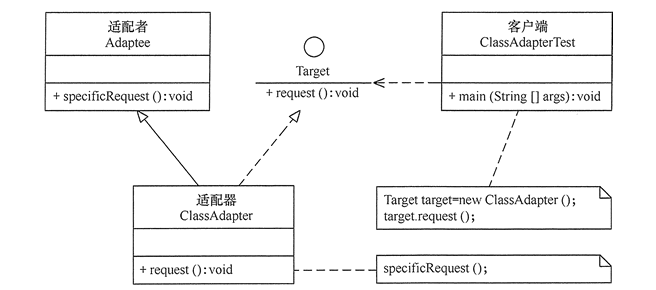 适配者
Adaptee
+ specificRequest ():void
Target
+ request ():void
客户端
ClassAdapterTest
+ main (String [] args):void
适配器
ClassAdapter
+ request ():void
Target target=new ClassAdapter ();
target.request ();
specificRequest ();